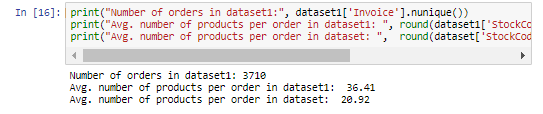 In [16]: print("Number of orders in dataset1:", dataset1['Invoice'].nunique())
print("Avg. number of products per order in dataset1: ", round(dataset1['StockCo
print("Avg. number of products per order in dataset: ",  round(dataset['StockCod
Number of orders in dataset1: 3710
Avg. number of products per order in dataset1:  36.41
Avg. number of products per order in dataset:  20.92